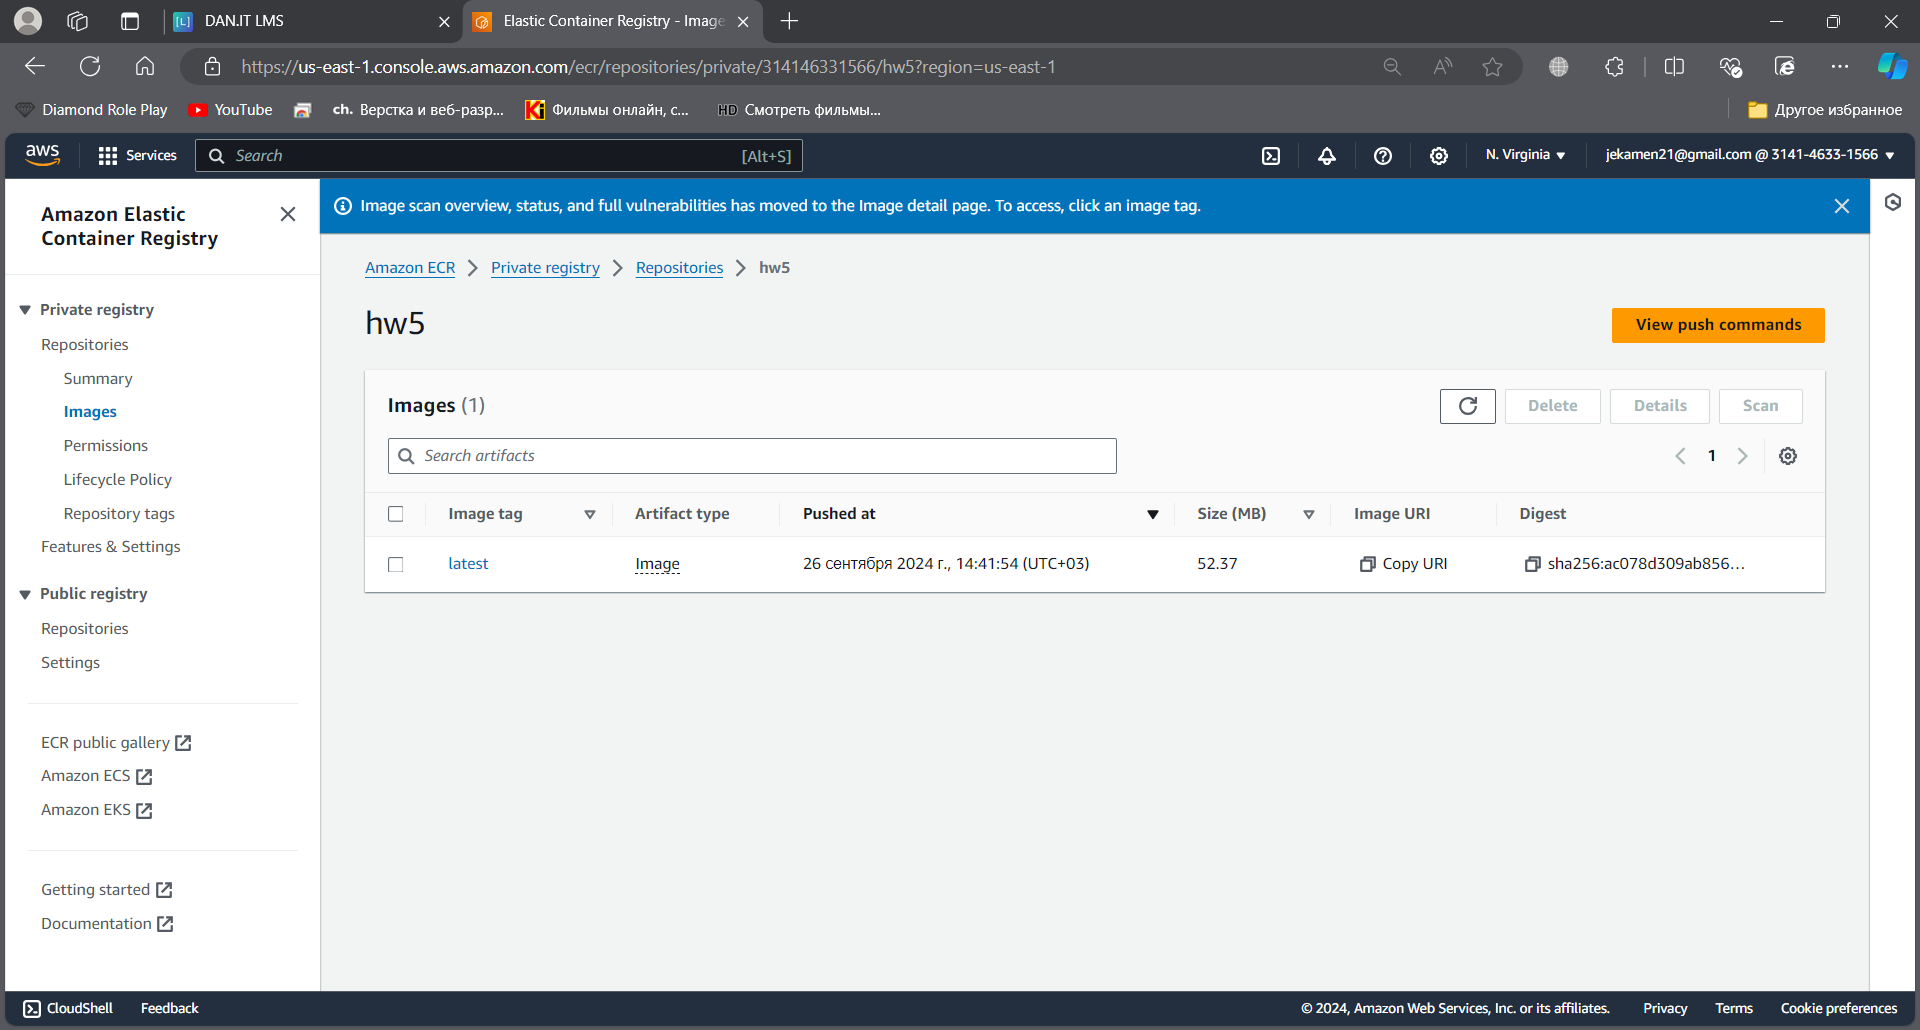 DAN.IT LMS
Elastic Container Registry - Image
https://us-east-1.console.aws.amazon.com/ecr/repositories/private/314146331566/hw5?region=us-east-1
Diamond Role Play
YouTube
ch. Верстка и веб-разр...
Фильмы онлайн, с...
HD Смотреть фильмы...
Другое избранное
aws
Services
Search
[Alt+S]
N. Virginia
jekamen21@gmail.com @ 3141-4633-1566
Amazon Elastic
Container Registry
Private registry
Repositories
Summary
Images
Permissions
Lifecycle Policy
Repository tags
Features & Settings
Public registry
Repositories
Settings
ECR public gallery
Amazon ECS
Amazon EKS
Getting started
Documentation
Image scan overview, status, and full vulnerabilities has moved to the Image detail page. To access, click an image tag.
Amazon ECR
Private registry
Repositories
hw5
hw5
View push commands
Images (1)
Delete
Details
Scan
Search artifacts
1
Image tag
Artifact type
Pushed at
Size (MB)
Image URI
Digest
latest
Image
26 сентября 2024 г., 14:41:54 (UTC+03)
52.37
Copy URI
sha256:ac078d309ab856...
CloudShell
Feedback
© 2024, Amazon Web Services, Inc. or its affiliates.
Privacy
Terms
Cookie preferences